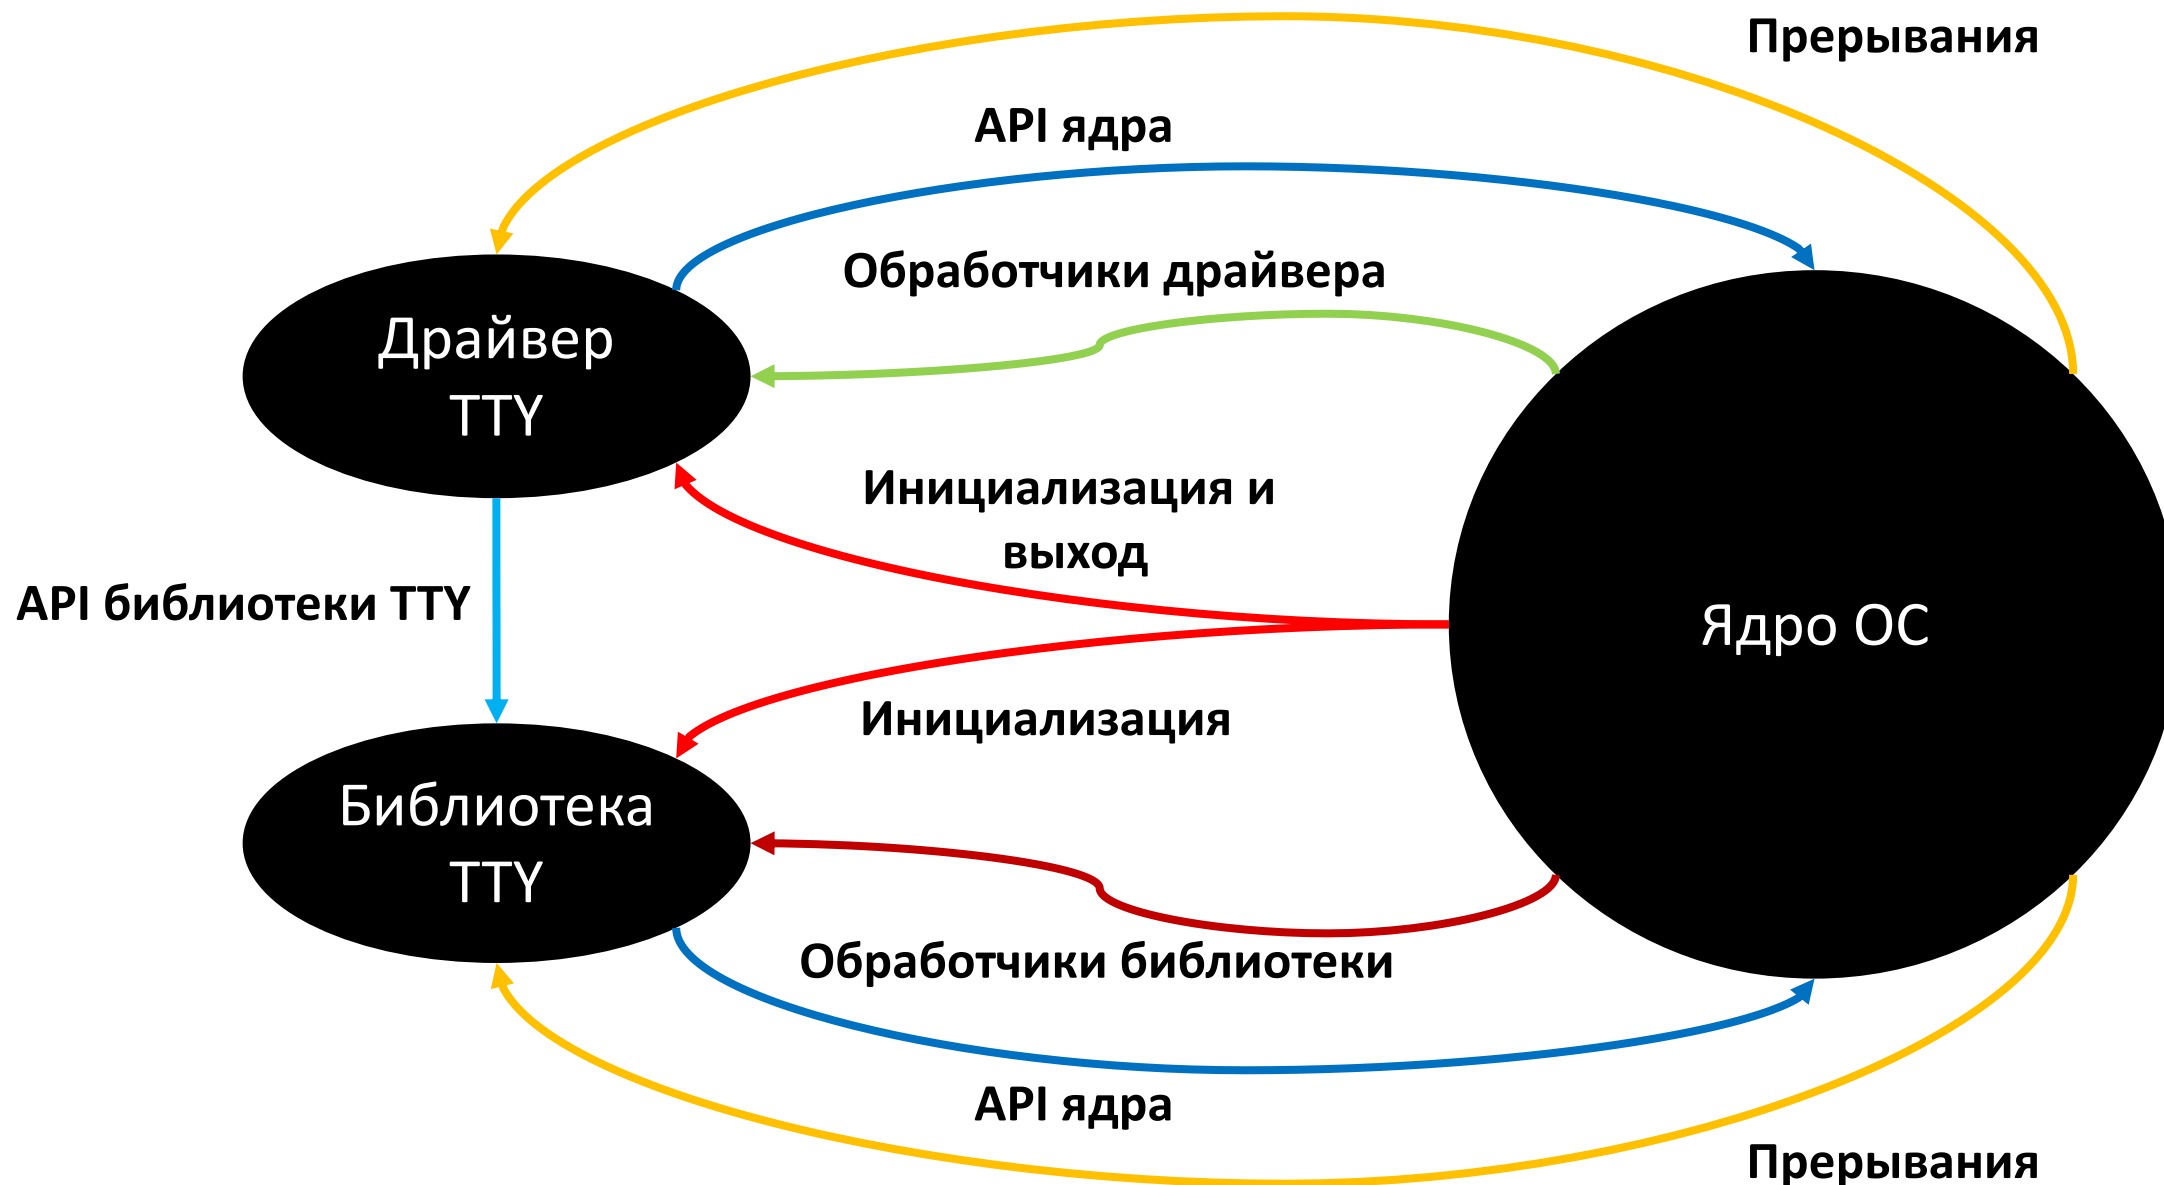 Прерывания
API ядра
Обработчики драйвера
Драйвер
TTY
Инициализация и
выход
API библиотеки TTY
Ядро ОС
Инициализация
Библиотека
TTY
Обработчики библиотеки
API ядра
Прерывания